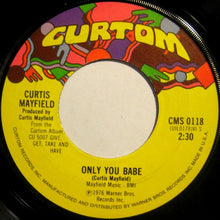 CURTOM
CURTIS
MAYFIELD
Produced by
Curtis Mayfield
From the
Curtom Album
CU 5007 GIVE,
GET, TAKE AND
HAVE
CMS 0118
2:30
ONLY YOU BABE
(Curtis Mayfield)
Mayfield Music - BMI
℗1976 Warner Bros.
Records Inc.